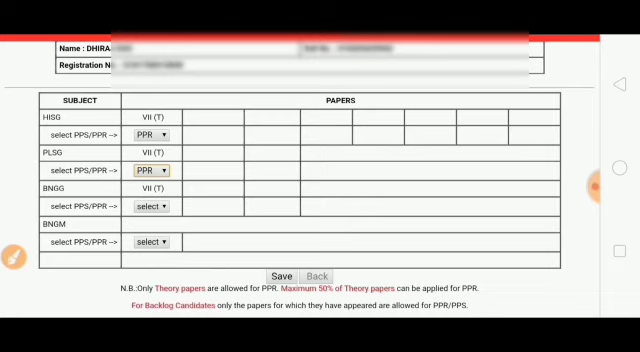 Name : DHIRA
Registration N
SUBJECT PAPERS
HISG VII (T)
select PPS/PPR --> PPR
PLSG VII (T)
select PPS/PPR --> PPR
BNGG VII (T)
select PPS/PPR --> select
BNGM
select PPS/PPR --> select
Save Back
N.B.:Only Theory papers are allowed for PPR. Maximum 50% of Theory papers can be applied for PPR.
For Backlog Candidates only the papers for which they have appeared are allowed for PPR/PPS.